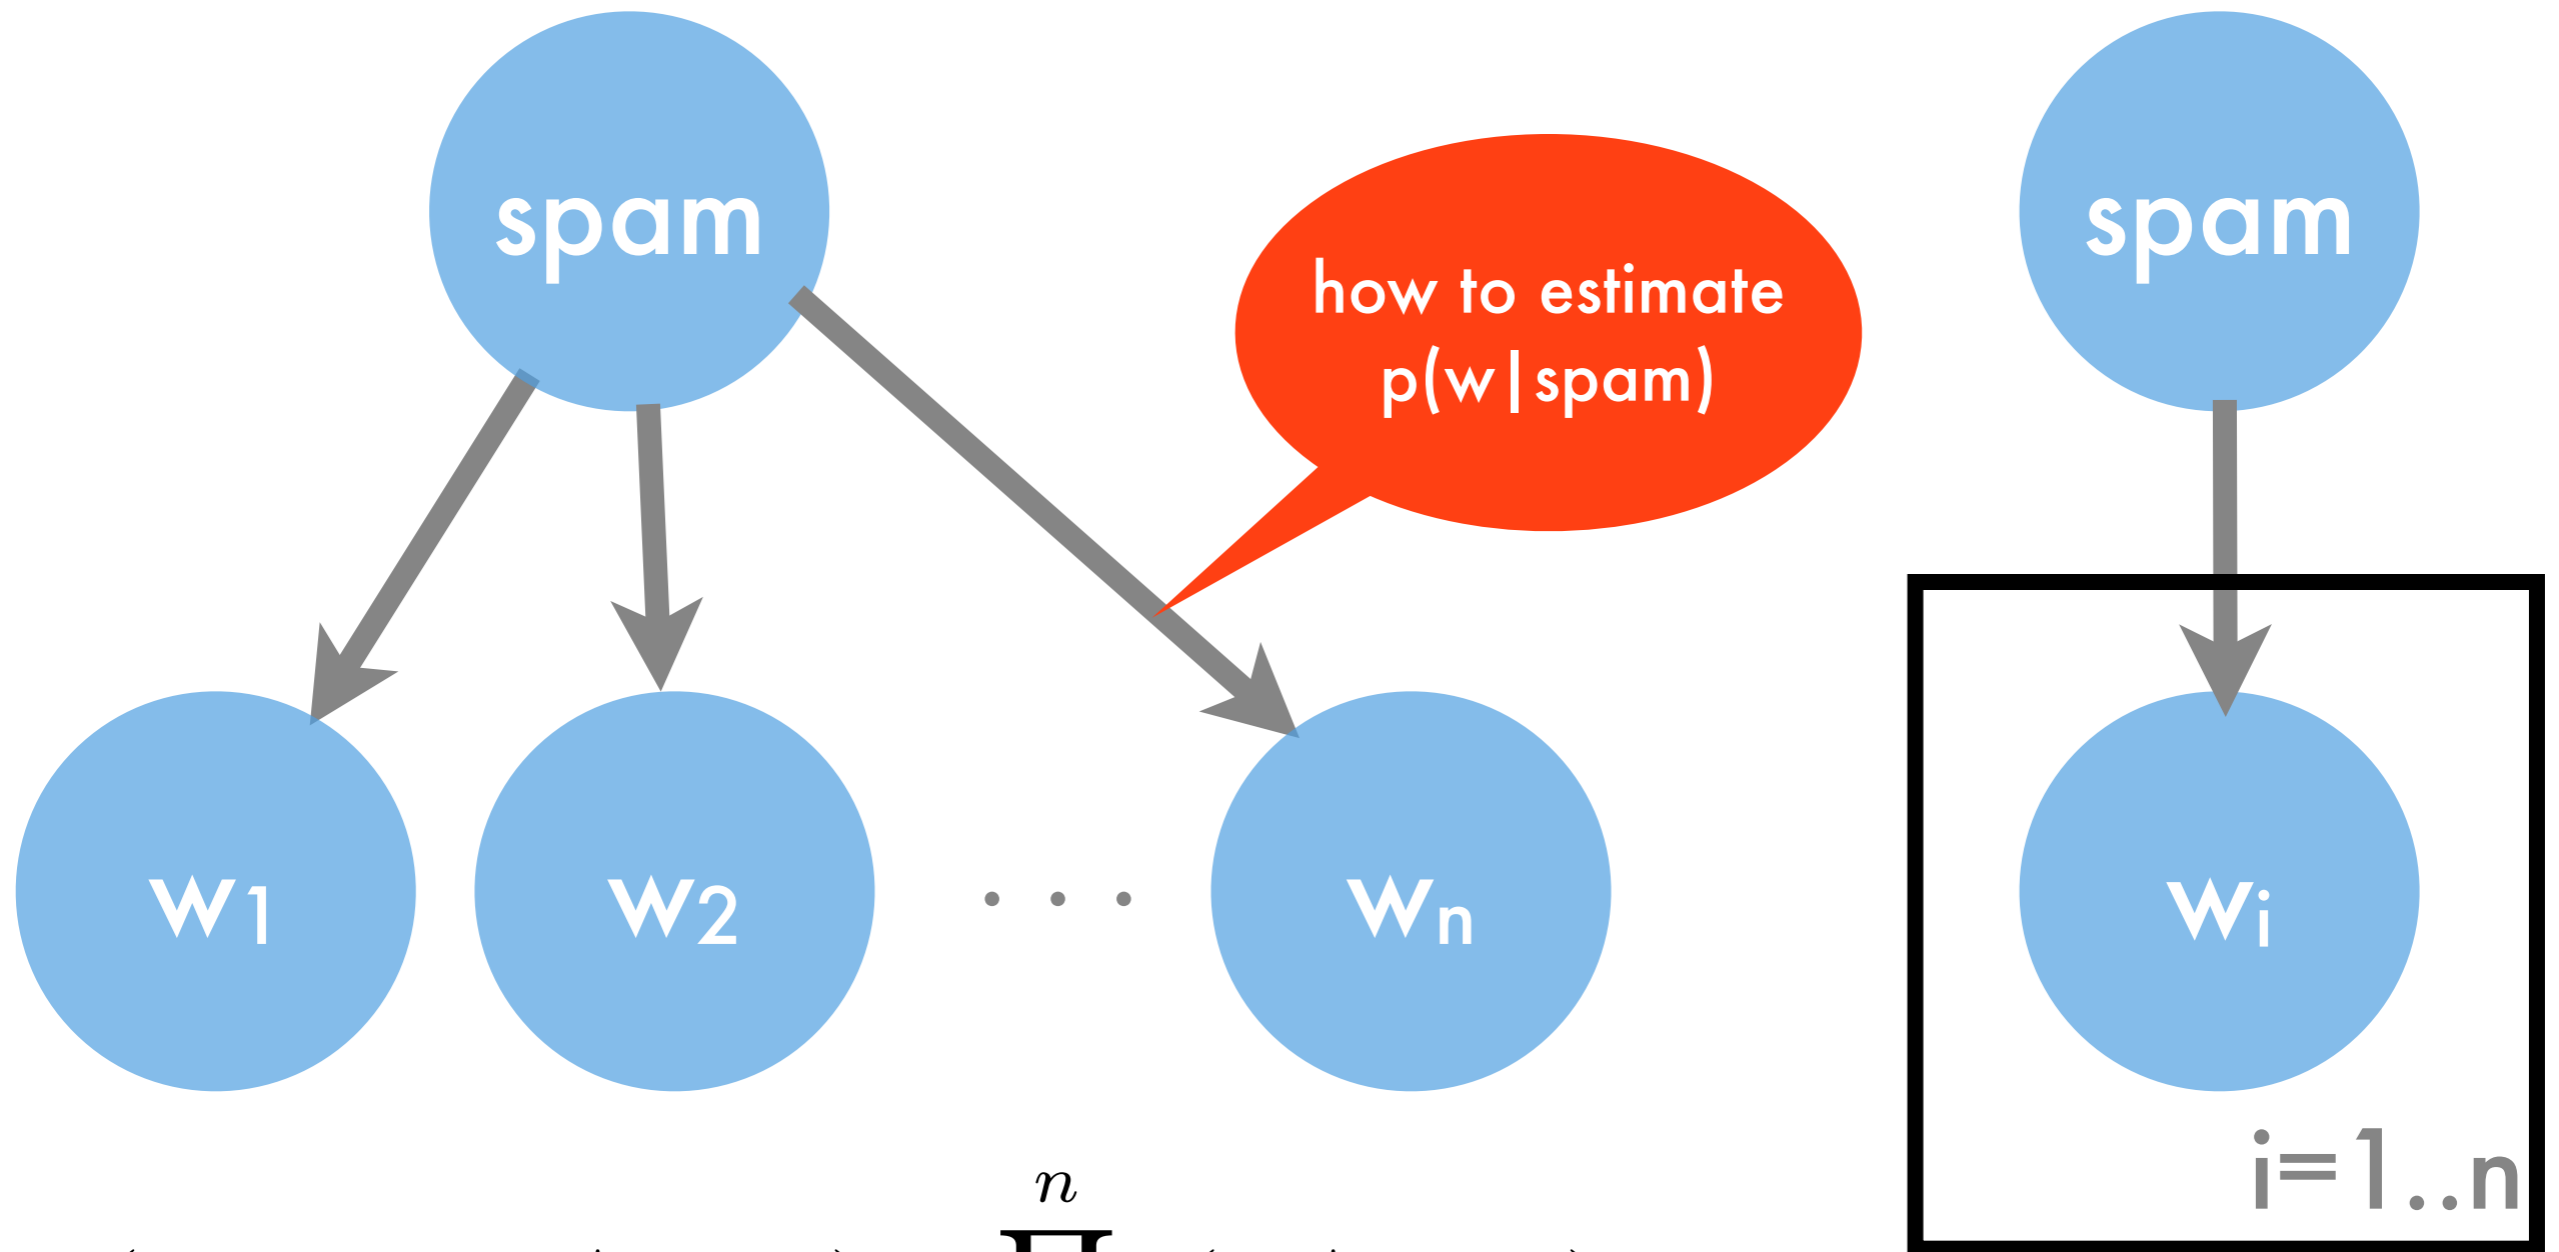 spam
how to estimate
p(w|spam)
spam
w1
w2
. . .
wn
wi
i=1..n
n